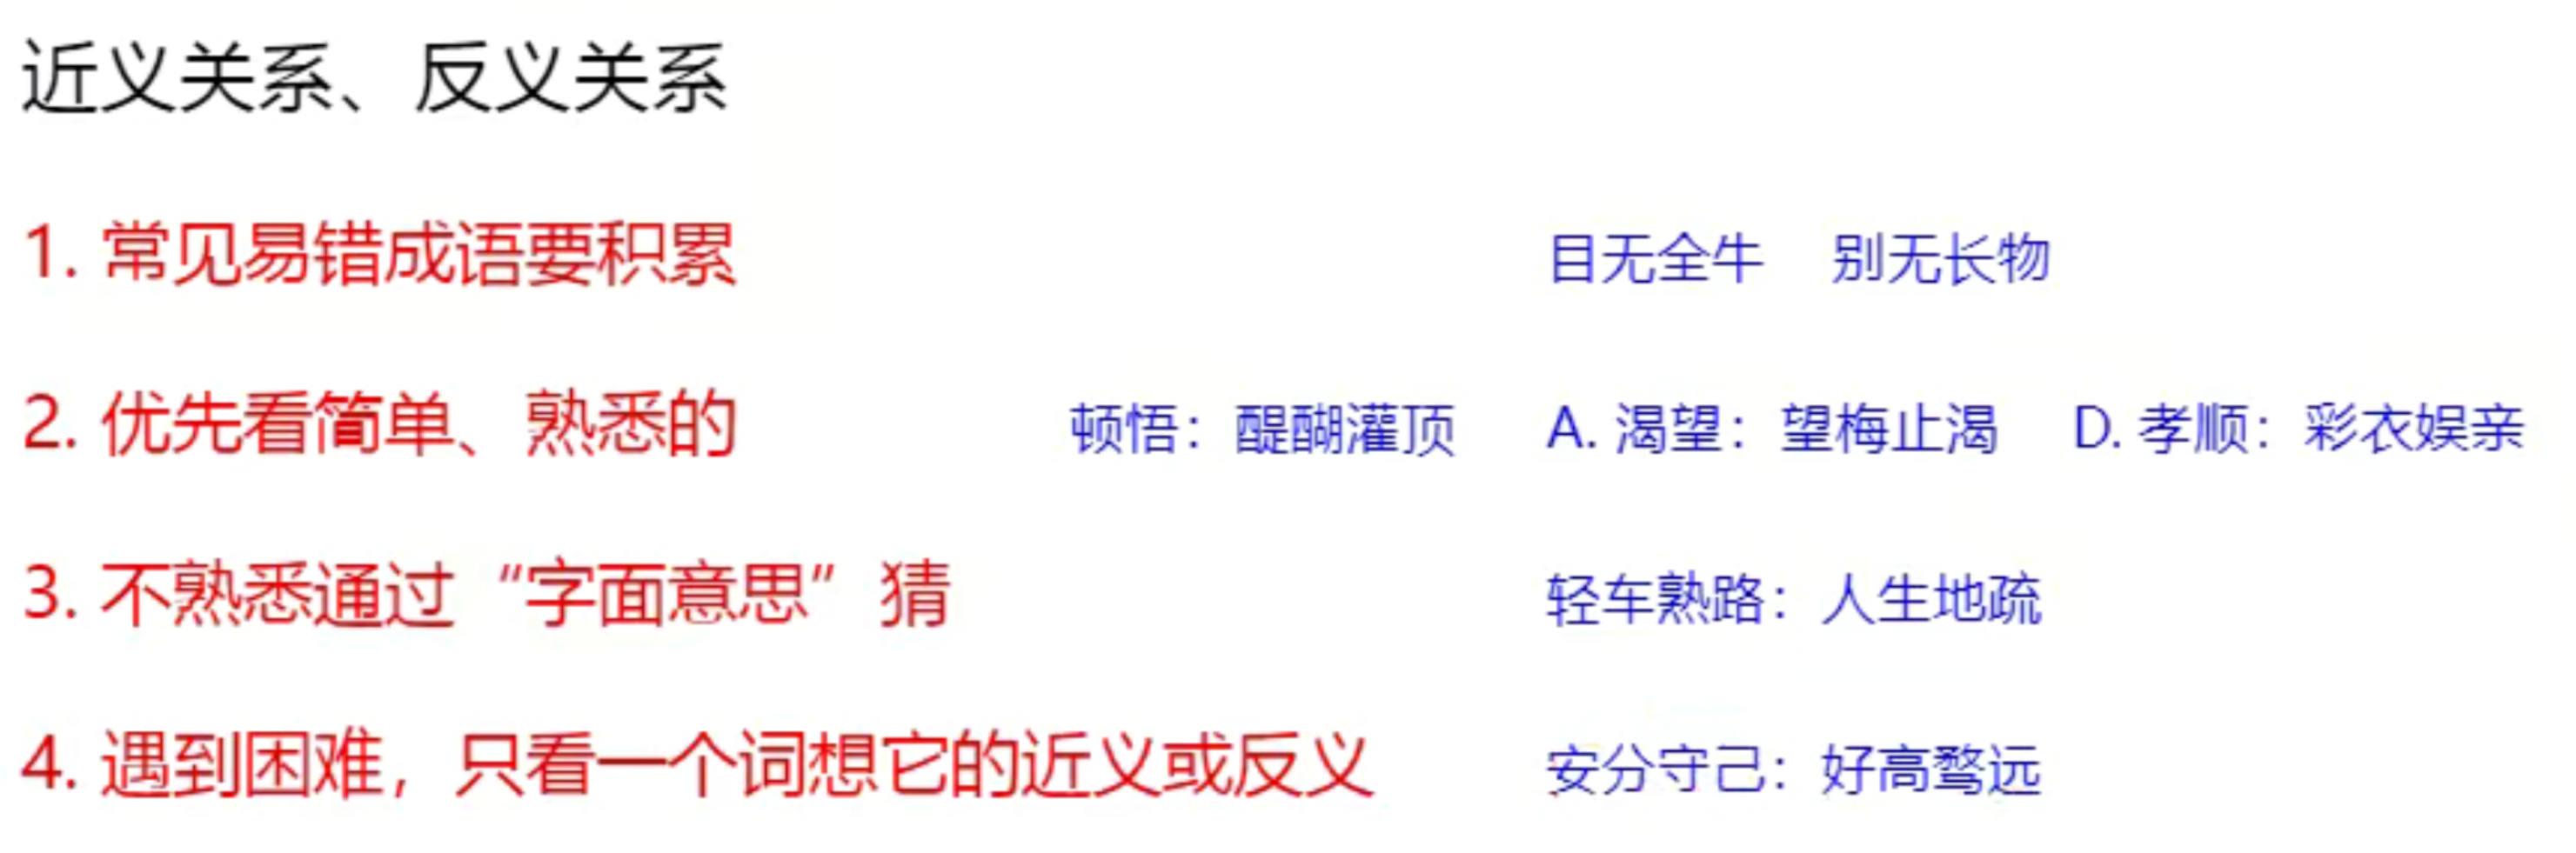 近义关系、反义关系
1. 常见易错成语要积累 目无全牛 别无长物
2. 优先看简单、熟悉的 顿悟：醍醐灌顶 A. 渴望：望梅止渴 D. 孝顺：彩衣娱亲
3. 不熟悉通过“字面意思”猜 轻车熟路：人生地疏
4. 遇到困难，只看一个词想它的近义或反义 安分守己：好高骛远